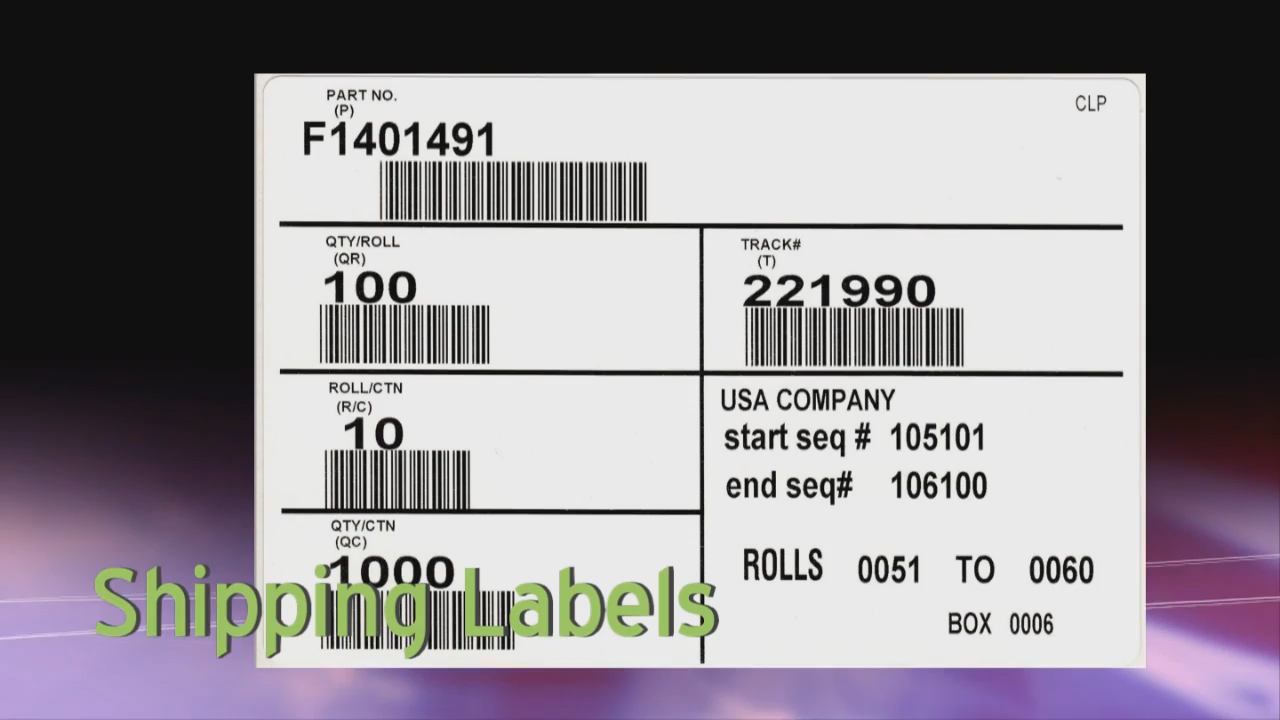 PART NO.
(P)
CLP
F1401491
QTY/ROLL
(QR)
100
TRACK#
(T)
221990
ROLL/CTN
(R/C)
10
USA COMPANY
start seq # 105101
end seq# 106100
QTY/CTN
(QC)
1000
ROLLS 0051 TO 0060
BOX 0006
Shipping Labels